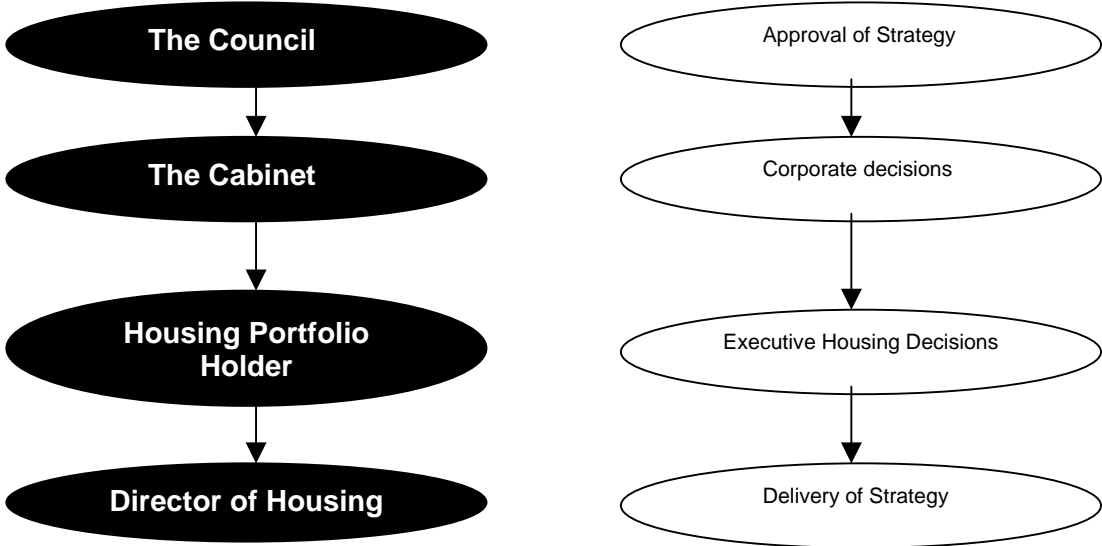 The Council
Approval of Strategy
The Cabinet
Corporate decisions
Housing Portfolio
Holder
Executive Housing Decisions
Director of Housing
Delivery of Strategy